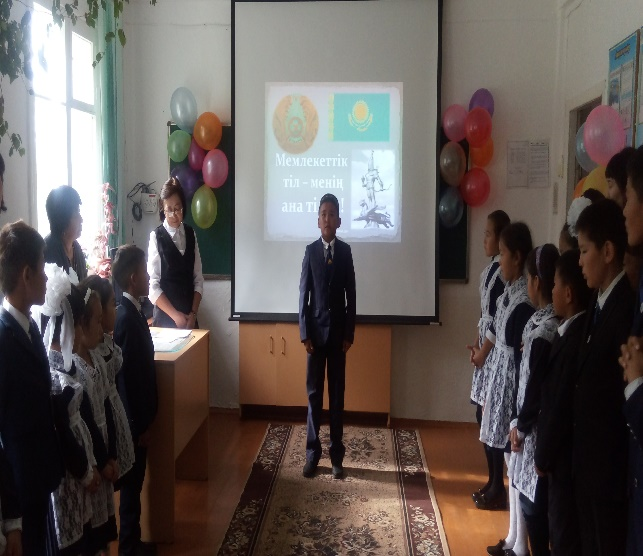 Мемлекеттік
тіл – менің
ана